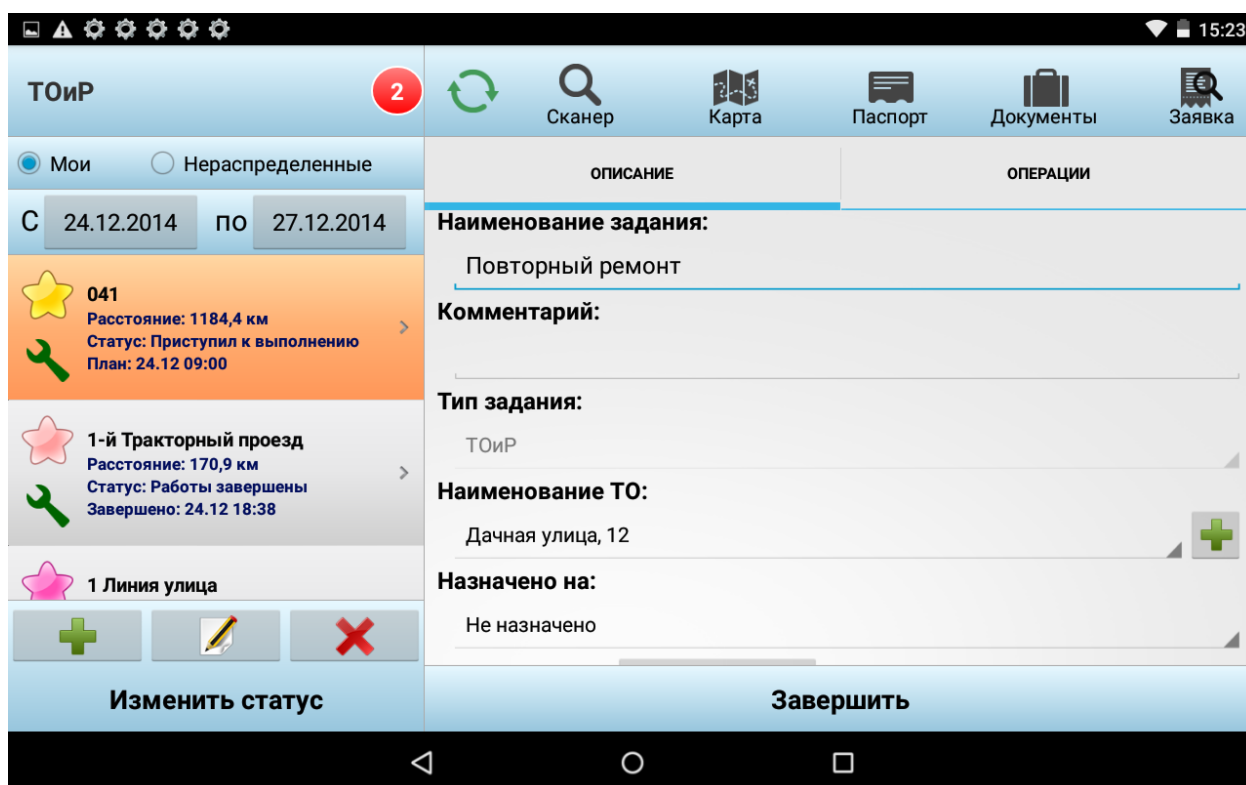 15:23
ТОиР
2
Сканер
Карта
Паспорт
Документы
Заявка
Мои
Нераспределенные
С 24.12.2014 по 27.12.2014
041
Расстояние: 1184,4 км
Статус: Приступил к выполнению
План: 24.12 09:00
1-й Тракторный проезд
Расстояние: 170,9 км
Статус: Работы завершены
Завершено: 24.12 18:38
1 Линия улица
Изменить статус
ОПИСАНИЕ
ОПЕРАЦИИ
Наименование задания:
Повторный ремонт
Комментарий:
Тип задания:
ТОиР
Наименование ТО:
Дачная улица, 12
Назначено на:
Не назначено
Завершить